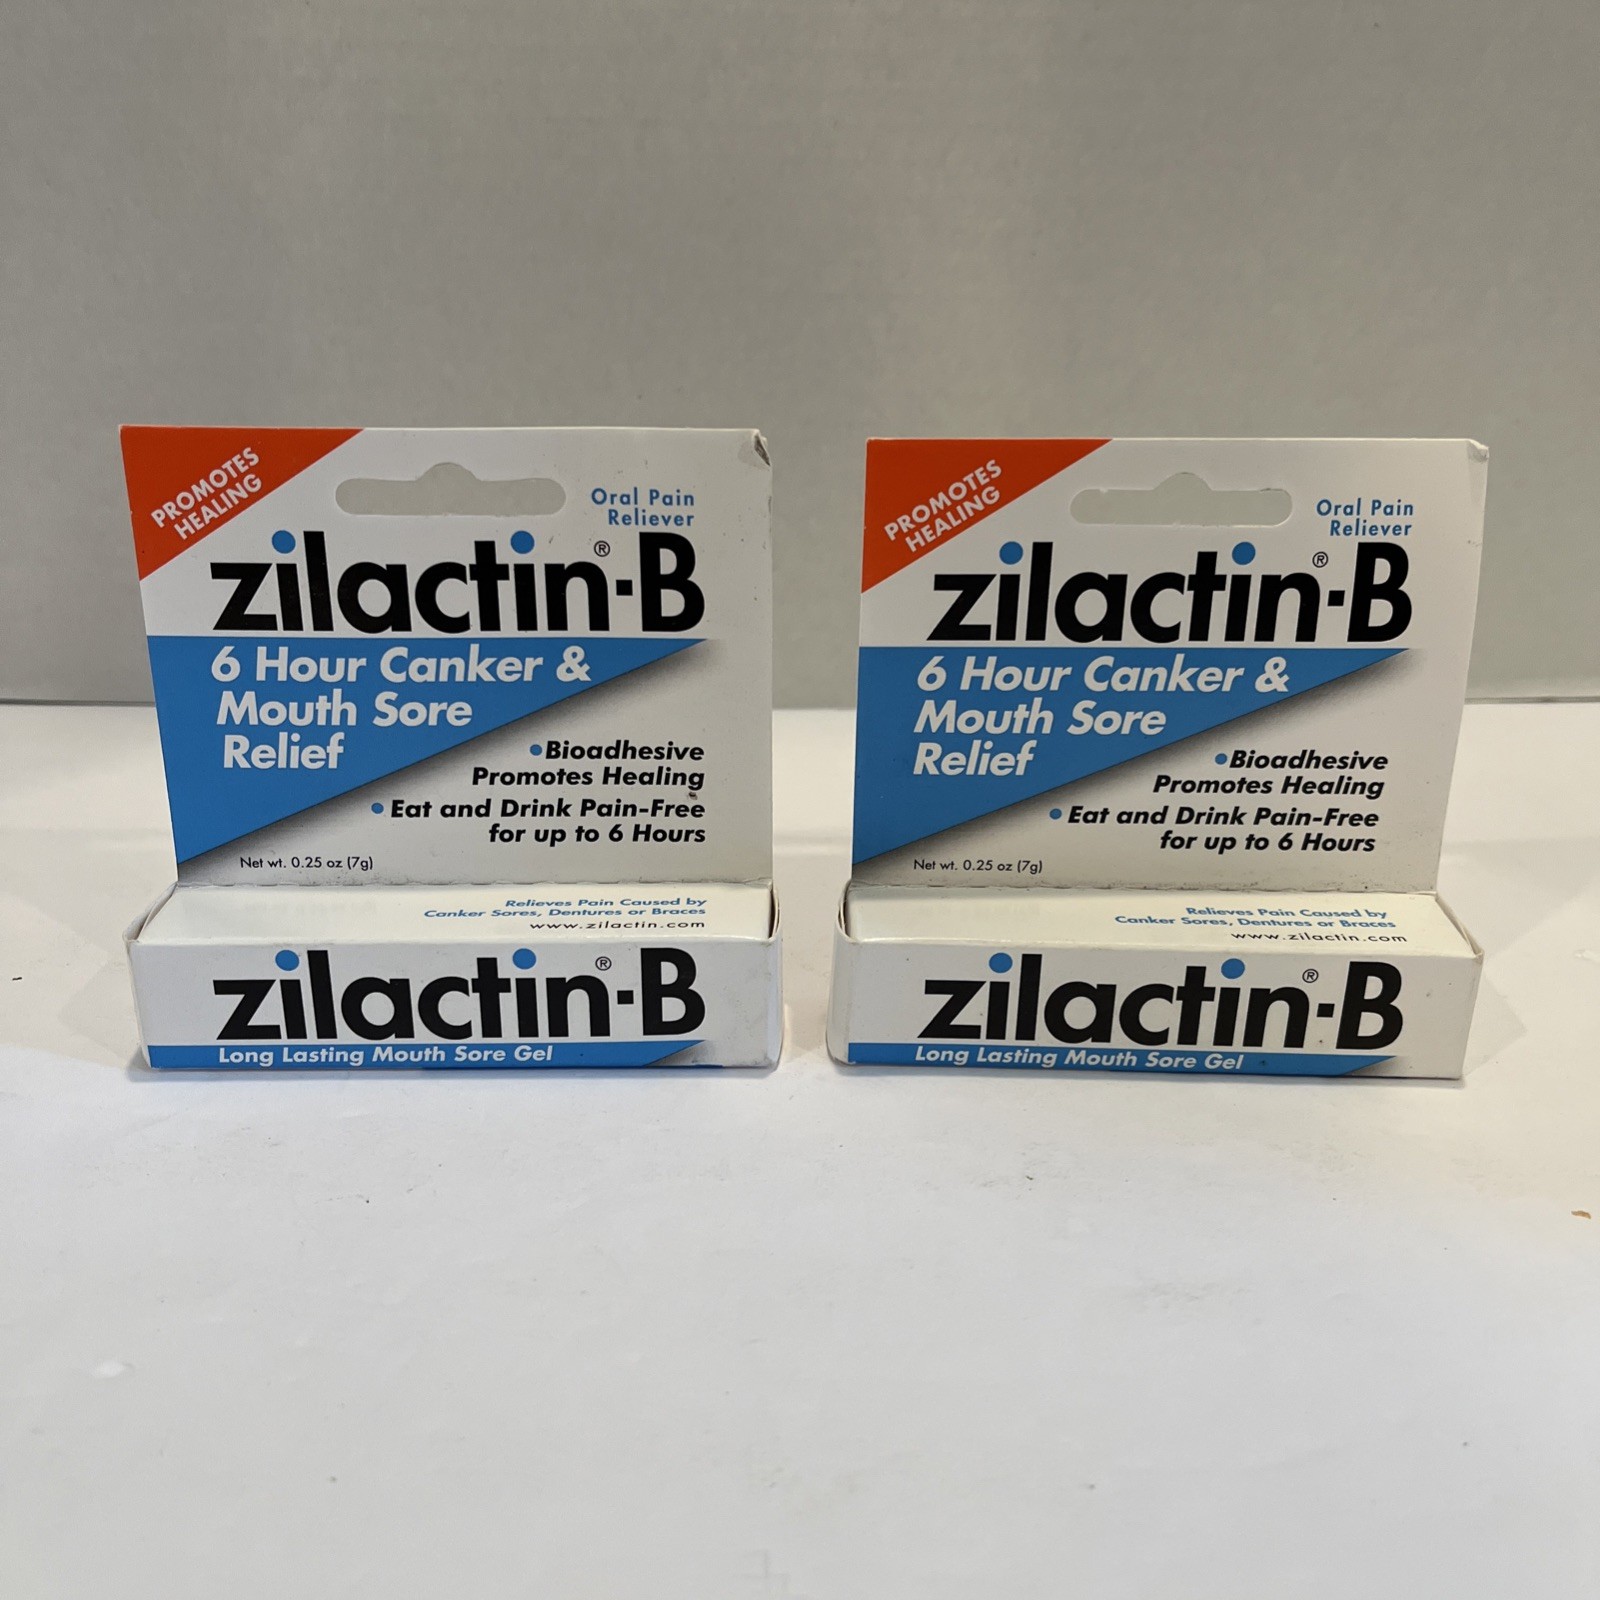 PROMOTES
HEALING
Oral Pain
Reliever
zilactin®-B
6 Hour Canker &
Mouth Sore
Relief
•Bioadhesive
Promotes Healing
• Eat and Drink Pain-Free
for up to 6 Hours
Net wt. 0.25 oz (7g)
Relieves Pain Caused by
Canker Sores, Dentures or Braces
www.zilactin.com
zilactin®-B
Long Lasting Mouth Sore Gel
PROMOTES
HEALING
Oral Pain
Reliever
zilactin®-B
6 Hour Canker &
Mouth Sore
Relief
•Bioadhesive
Promotes Healing
• Eat and Drink Pain-Free
for up to 6 Hours
Net wt. 0.25 oz (7g)
Relieves Pain Caused by
Canker Sores, Dentures or Braces
www.zilactin.com
zilactin®-B
Long Lasting Mouth Sore Gel